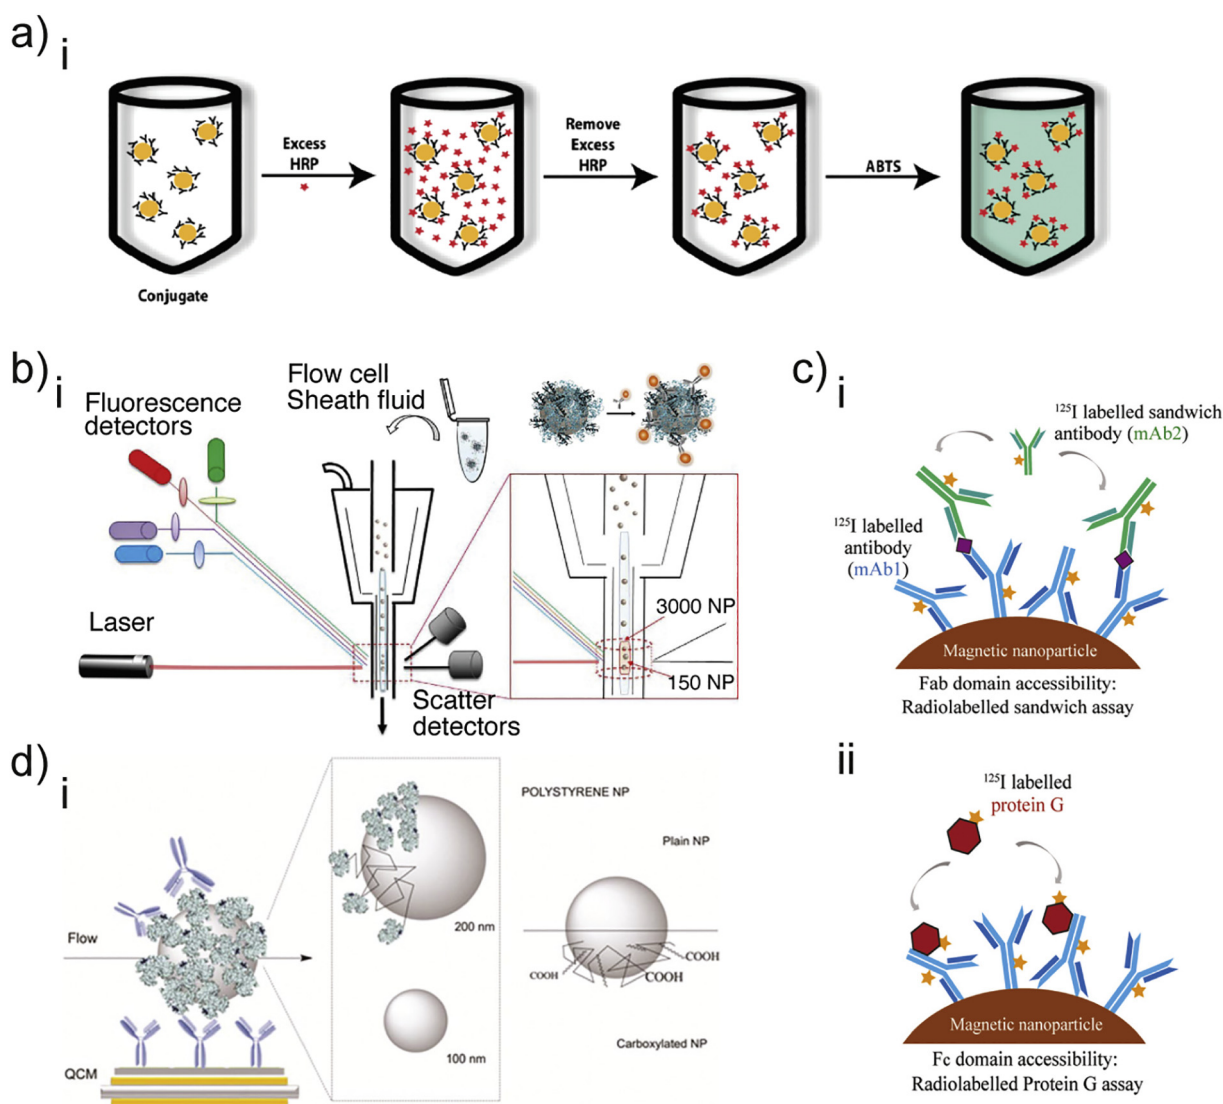 a)
i
Excess
HRP
Remove
Excess
HRP
ABTS
Conjugate
b)
i
Flow cell
Sheath fluid
Fluorescence
detectors
Laser
Scatter
detectors
3000 NP
150 NP
c)
i
¹²⁵I labelled sandwich
antibody (mAb2)
¹²⁵I labelled
antibody
(mAb1)
Magnetic nanoparticle
Fab domain accessibility:
Radiolabelled sandwich assay
d)
i
Flow
QCM
200 nm
100 nm
POLYSTYRENE NP
Plain NP
COOH
COOH
COOH
Carboxylated NP
ii
¹²⁵I labelled
protein G
Magnetic nanoparticle
Fc domain accessibility:
Radiolabelled Protein G assay